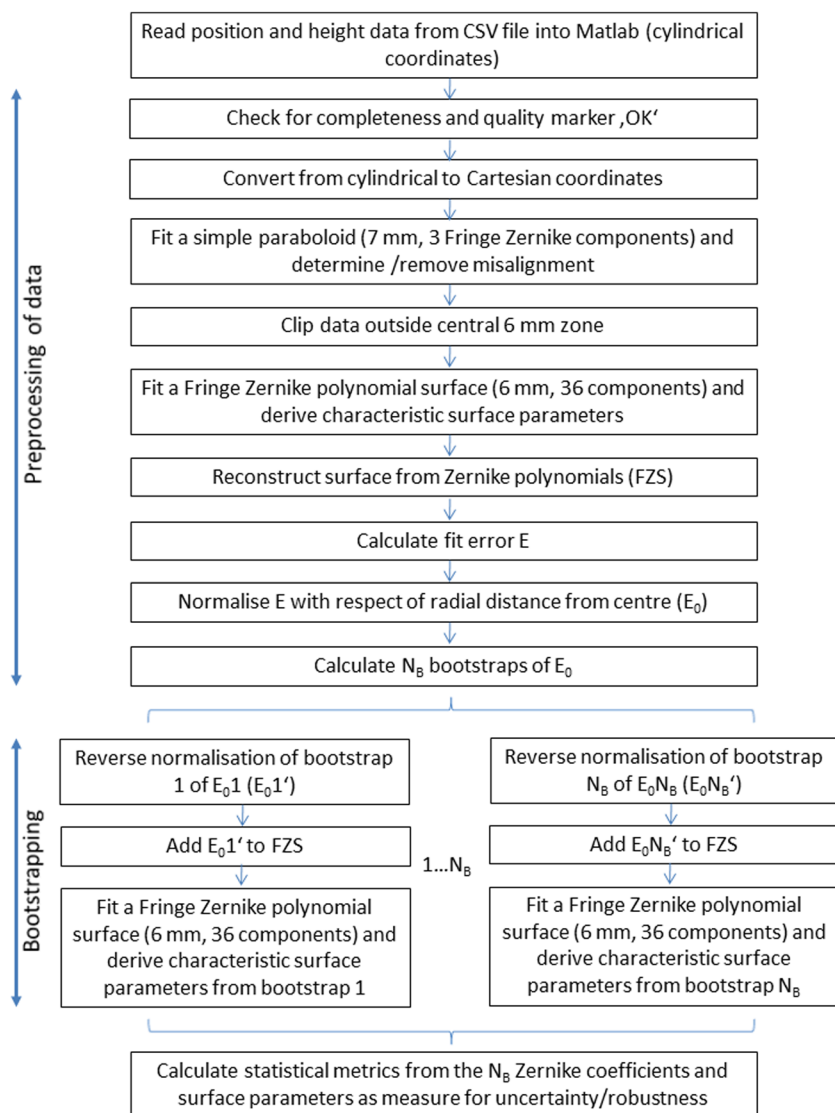 Read position and height data from CSV file into Matlab (cylindrical
coordinates)
Preprocessing of data
Check for completeness and quality marker ‚OK‘
Convert from cylindrical to Cartesian coordinates
Fit a simple paraboloid (7 mm, 3 Fringe Zernike components) and
determine /remove misalignment
Clip data outside central 6 mm zone
Fit a Fringe Zernike polynomial surface (6 mm, 36 components) and
derive characteristic surface parameters
Reconstruct surface from Zernike polynomials (FZS)
Calculate fit error E
Normalise E with respect of radial distance from centre (E₀)
Calculate N_B bootstraps of E₀
Bootstrapping
Reverse normalisation of bootstrap
1 of E₀1 (E₀1‘)
Add E₀1‘ to FZS
Fit a Fringe Zernike polynomial
surface (6 mm, 36 components) and
derive characteristic surface
parameters from bootstrap 1
1...N_B
Reverse normalisation of bootstrap
N_B of E₀N_B (E₀N_B‘)
Add E₀N_B‘ to FZS
Fit a Fringe Zernike polynomial
surface (6 mm, 36 components) and
derive characteristic surface
parameters from bootstrap N_B
Calculate statistical metrics from the N_B Zernike coefficients and
surface parameters as measure for uncertainty/robustness